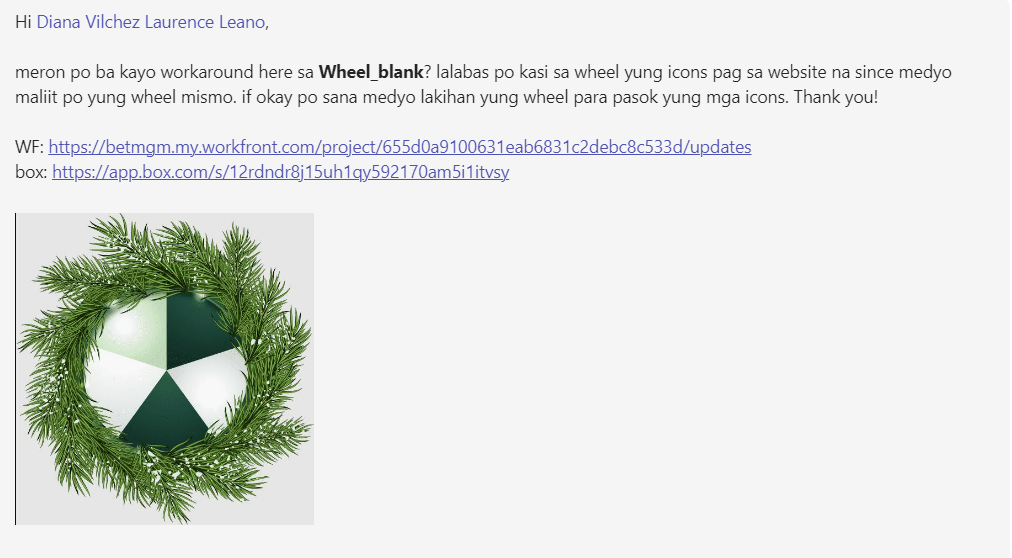 Hi Diana Vilchez Laurence Leano,
meron po ba kayo workaround here sa Wheel_blank? lalabas po kasi sa wheel yung icons pag sa website na since medyo
maliit po yung wheel mismo. if okay po sana medyo lakihan yung wheel para pasok yung mga icons. Thank you!
WF: https://betmgm.my.workfront.com/project/655d0a9100631eab6831c2debc8c533d/updates
box: https://app.box.com/s/12rdndr8j15uh1qy592170am5i1itvsy